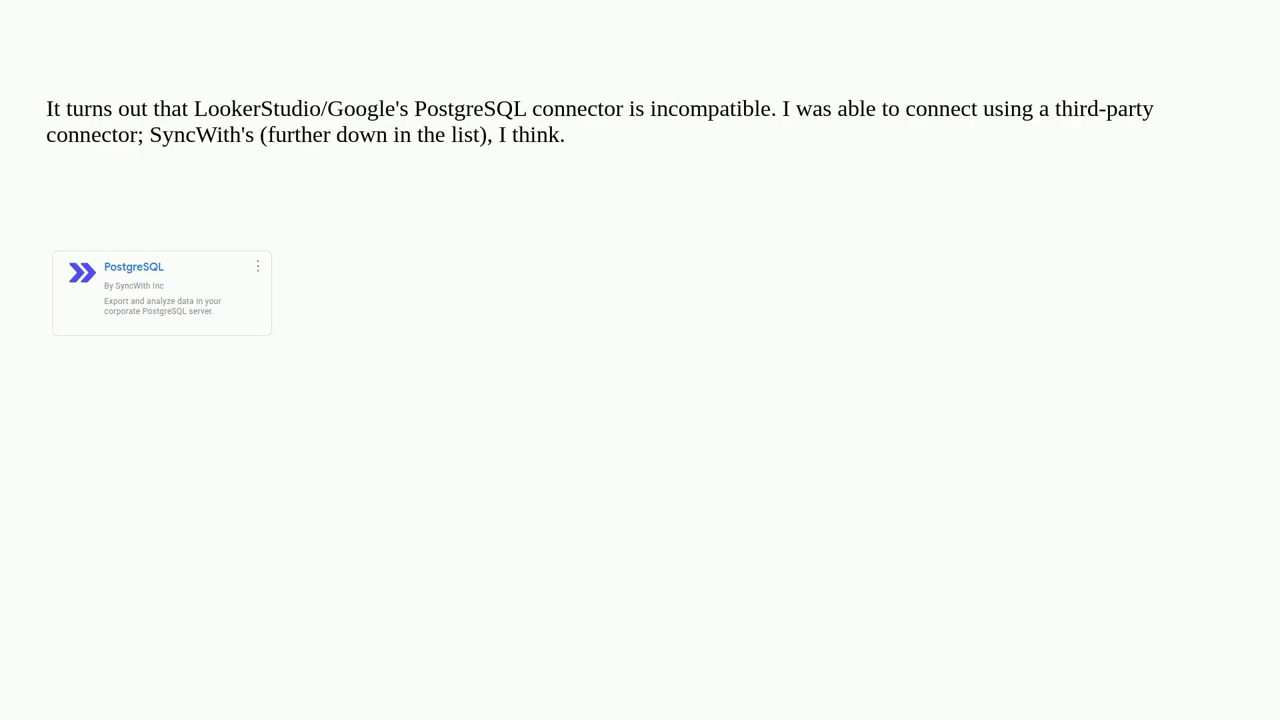 It turns out that LookerStudio/Google's PostgreSQL connector is incompatible. I was able to connect using a third-party
connector; SyncWith's (further down in the list), I think.
PostgreSQL
By SyncWith Inc
Export and analyze data in your
corporate PostgreSQL server.